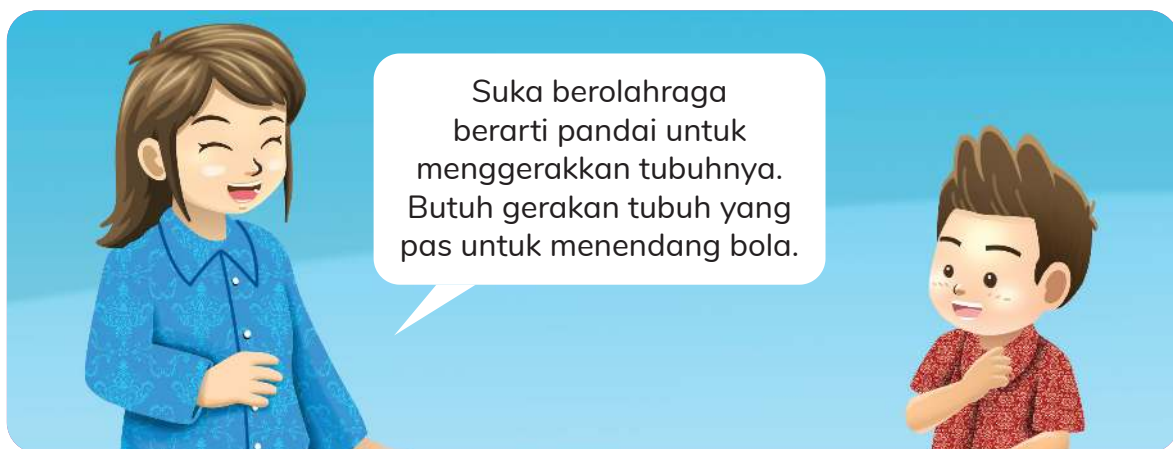 Suka berolahraga
berarti pandai untuk
menggerakkan tubuhnya.
Butuh gerakan tubuh yang
pas untuk menendang bola.